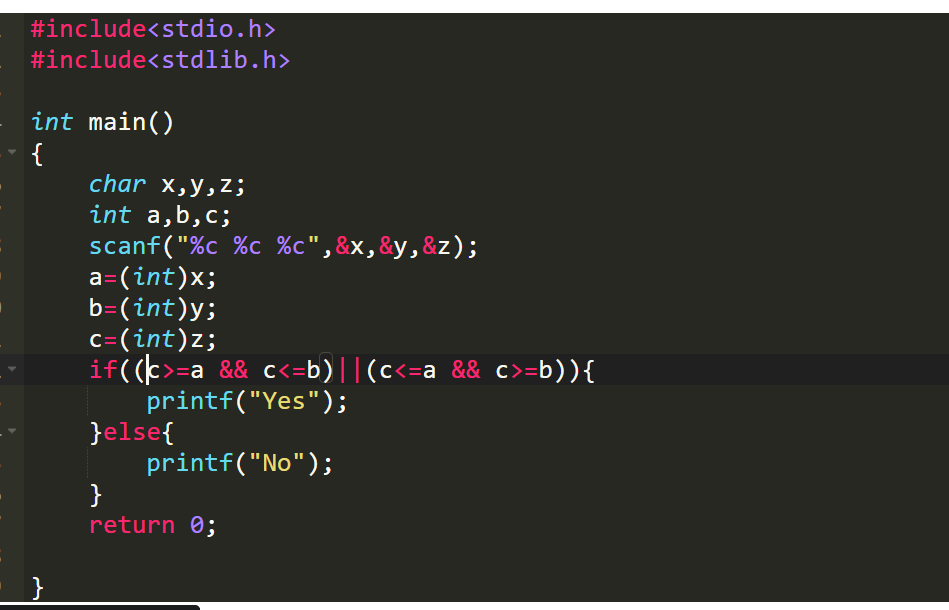 #include<stdio.h>
#include<stdlib.h>
int main()
{
char x,y,z;
int a,b,c;
scanf("%c %c %c",&x,&y,&z);
a=(int)x;
b=(int)y;
c=(int)z;
if((c>=a && c<=b)||(c<=a && c>=b)){
printf("Yes");
}else{
printf("No");
}
return 0;
}